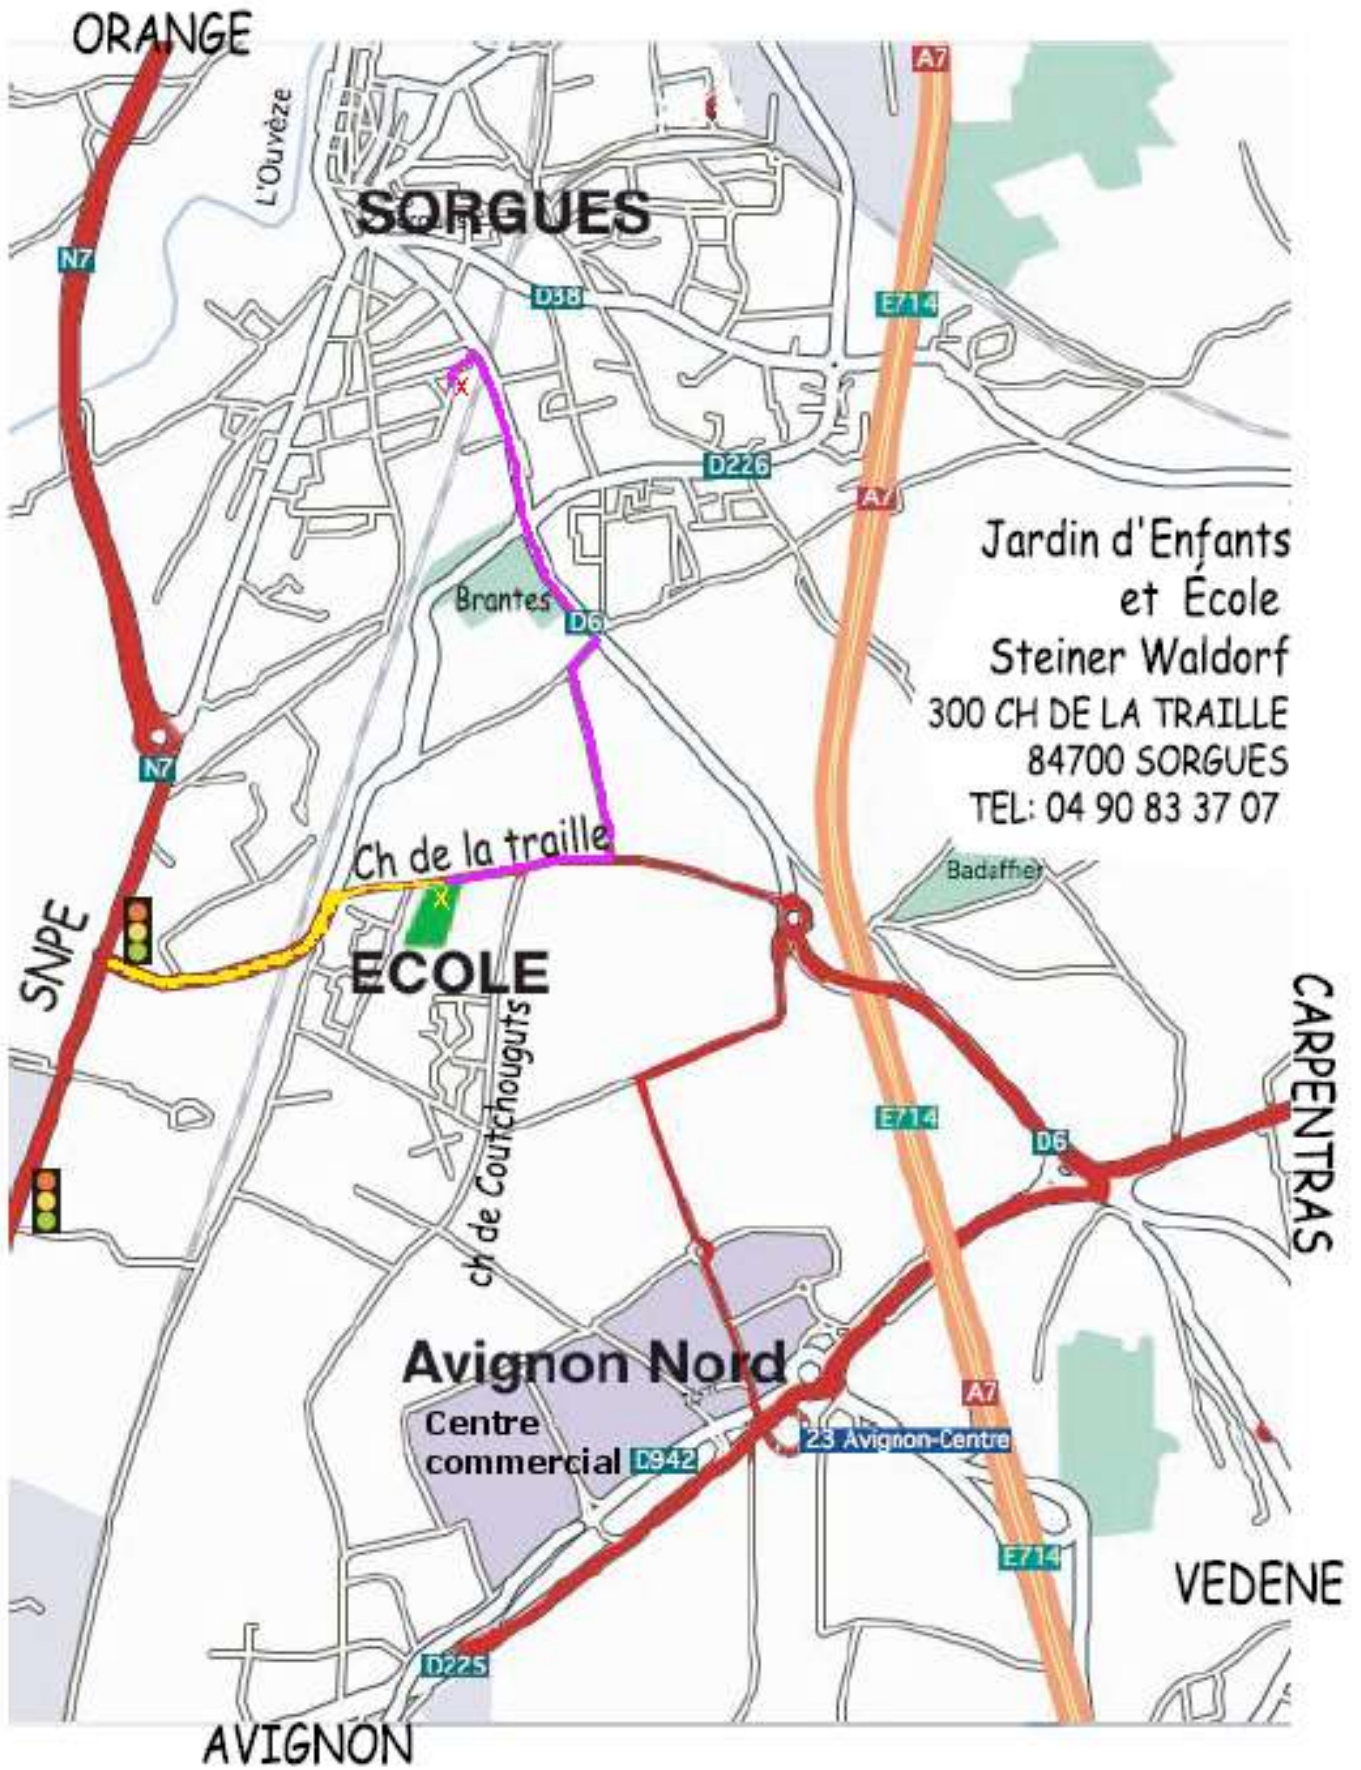 ORANGE
A7
L'Ouvèze
SORGUES
N7
D38
E714
D226
A7
Jardin d'Enfants
et École
Steiner Waldorf
300 CH DE LA TRAILLE
84700 SORGUES
TEL: 04 90 83 37 07
Brantes
D6
N7
Ch de la traille
Badaffier
SNPE
X
X
ECOLE
ch de Coutchouguts
CARPENTRAS
E714
D6
Avignon Nord
Centre
commercial
D942
A7
23 Avignon-Centre
E714
VEDENE
D225
AVIGNON